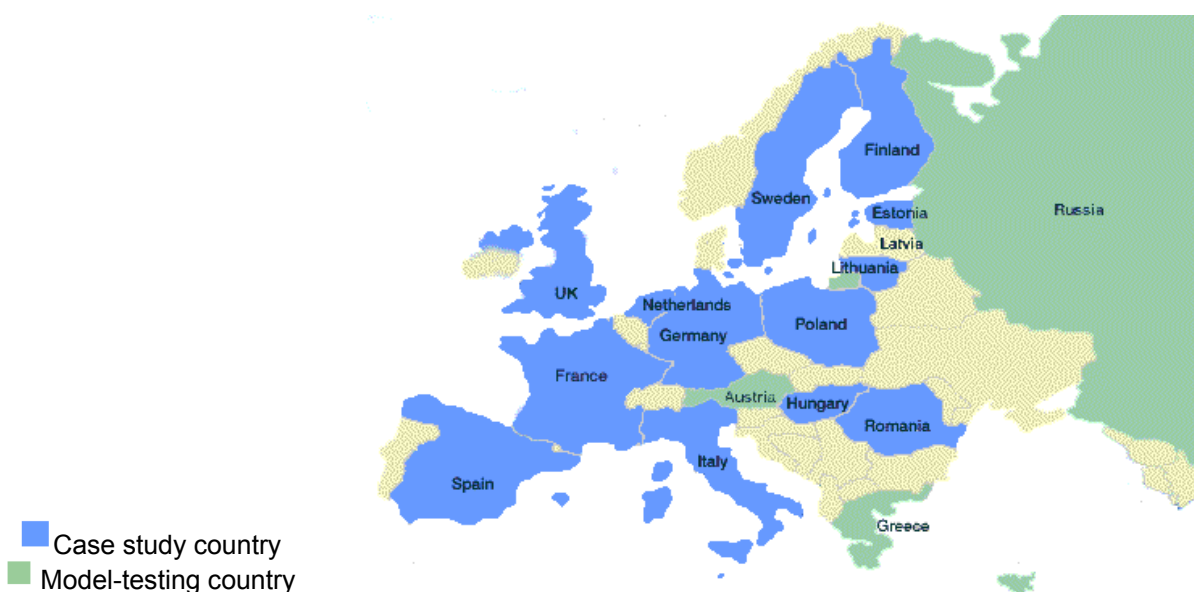 Finland
Sweden
Estonia
Russia
Latvia
Lithuania
UK
Netherlands
Poland
Germany
France
Austria
Hungary
Romania
Italy
Spain
Greece
Case study country
Model-testing country